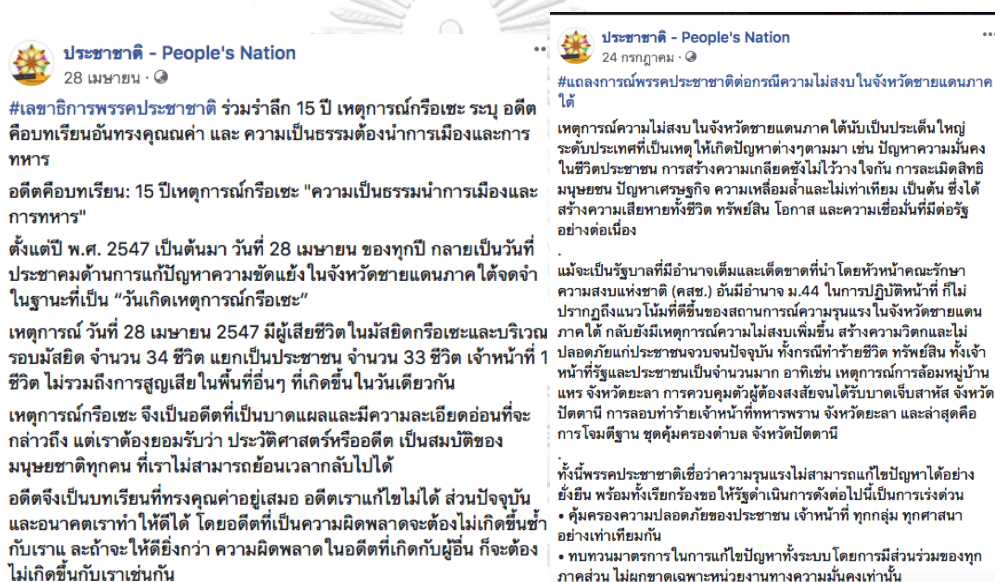 ประชาชาติ - People's Nation
28 เมษายน ·
#เลขาธิการพรรคประชาชาติ ร่วมรำลึก 15 ปี เหตุการณ์กรือเซะ ระบุ อดีต
คือบทเรียนอันทรงคุณณค่า และ ความเป็นธรรมต้องนำการเมืองและการ
ทหาร
อดีตคือบทเรียน: 15 ปีเหตุการณ์กรือเซะ "ความเป็นธรรมนำการเมืองและ
การทหาร"
ตั้งแต่ปี พ.ศ. 2547 เป็นต้นมา วันที่ 28 เมษายน ของทุกปี กลายเป็นวันที่
ประชาคมด้านการแก้ปัญหาความขัดแย้งในจังหวัดชายแดนภาคใต้จดจำ
ในฐานะที่เป็น “วันเกิดเหตุการณ์กรือเซะ”
เหตุการณ์ วันที่ 28 เมษายน 2547 มีผู้เสียชีวิตในมัสยิดกรือเซะและบริเวณ
รอบมัสยิด จำนวน 34 ชีวิต แยกเป็นประชาชน จำนวน 33 ชีวิต เจ้าหน้าที่ 1
ชีวิต ไม่รวมถึงการสูญเสียในพื้นที่อื่นๆ ที่เกิดขึ้นในวันเดียวกัน
เหตุการณ์กรือเซะ จึงเป็นอดีตที่เป็นบาดแผลและมีความละเอียดอ่อนที่จะ
กล่าวถึง แต่เราต้องยอมรับว่า ประวัติศาสตร์หรืออดีต เป็นสมบัติของ
มนุษยชาติทุกคน ที่เราไม่สามารถย้อนเวลากลับไปได้
อดีตจึงเป็นบทเรียนที่ทรงคุณค่าอยู่เสมอ อดีตเราแก้ไขไม่ได้ ส่วนปัจจุบัน
และอนาคตเราทำให้ดีได้ โดยอดีตที่เป็นความผิดพลาดจะต้องไม่เกิดขึ้นซ้ำ
กับเราแ ละถ้าจะให้ดียิ่งกว่า ความผิดพลาดในอดีตที่เกิดกับผู้อื่น ก็จะต้อง
ไม่เกิดขึ้นกับเราเช่นกัน
ประชาชาติ - People's Nation
24 กรกฎาคม ·
#แถลงการณ์พรรคประชาชาติต่อกรณีความไม่สงบในจังหวัดชายแดนภาค
ใต้
เหตุการณ์ความไม่สงบในจังหวัดชายแดนภาคใต้นับเป็นประเด็นใหญ่
ระดับประเทศที่เป็นเหตุให้เกิดปัญหาต่างๆตามมา เช่น ปัญหาความมั่นคง
ในชีวิตประชาชน การสร้างความเกลียดชังไม่ไว้วางใจกัน การละเมิดสิทธิ
มนุษยชน ปัญหาเศรษฐกิจ ความเหลื่อมล้ำและไม่เท่าเทียม เป็นต้น ซึ่งได้
สร้างความเสียหายทั้งชีวิต ทรัพย์สิน โอกาส และความเชื่อมั่นที่มีต่อรัฐ
อย่างต่อเนื่อง
.
แม้จะเป็นรัฐบาลที่มีอำนาจเต็มและเด็ดขาดที่นำโดยหัวหน้าคณะรักษา
ความสงบแห่งชาติ (คสช.) อันมีอำนาจ ม.44 ในการปฏิบัติหน้าที่ ก็ไม่
ปรากฏถึงแนวโน้มที่ดีขึ้นของสถานการณ์ความรุนแรงในจังหวัดชายแดน
ภาคใต้ กลับยังมีเหตุการณ์ความไม่สงบเพิ่มขึ้น สร้างความวิตกและไม่
ปลอดภัยแก่ประชาชนจวบจนปัจจุบัน ทั้งกรณีทำร้ายชีวิต ทรัพย์สิน ทั้งเจ้า
หน้าที่รัฐและประชาชนเป็นจำนวนมาก อาทิเช่น เหตุการณ์การล้อมหมู่บ้าน
แหร จังหวัดยะลา การควบคุมตัวผู้ต้องสงสัยจนได้รับบาดเจ็บสาหัส จังหวัด
ปัตตานี การลอบทำร้ายเจ้าหน้าที่ทหารพราน จังหวัดยะลา และล่าสุดคือ
การโจมตีฐาน ชุดคุ้มครองตำบล จังหวัดปัตตานี
.
ทั้งนี้พรรคประชาชาติเชื่อว่าความรุนแรงไม่สามารถแก้ไขปัญหาได้อย่าง
ยั่งยืน พร้อมทั้งเรียกร้องขอให้รัฐดำเนินการดังต่อไปนี้เป็นการเร่งด่วน
• คุ้มครองความปลอดภัยของประชาชน เจ้าหน้าที่ ทุกกลุ่ม ทุกศาสนา
อย่างเท่าเทียมกัน
• ทบทวนมาตรการในการแก้ไขปัญหาทั้งระบบโดยการมีส่วนร่วมของทุก
ภาคส่วน ไม่ผูกขาดเฉพาะหน่วยงานทางความมั่นคงเท่านั้น